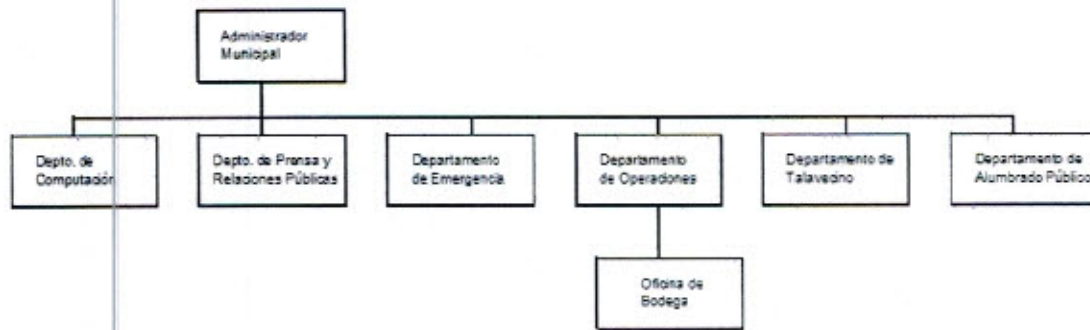 Administrador
Municipal
Depto. de
Computación
Depto. de Prensa y
Relaciones Públicas
Departamento
de Emergencia
Departamento
de Operaciones
Departamento de
Talavecino
Departamento de
Alumbrado Público
Oficina de
Bodega